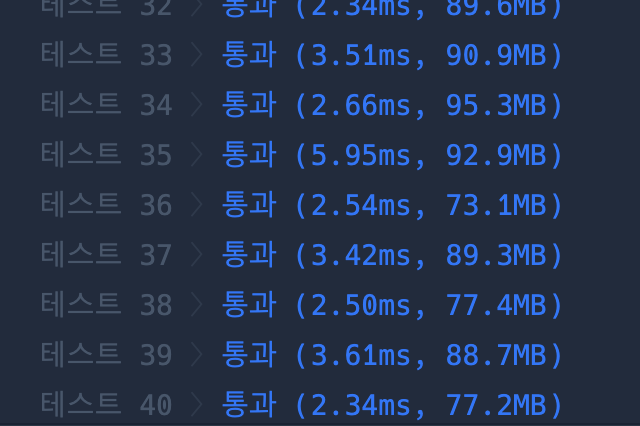 테스트 32 〉 통과 (2.34ms, 89.6MB)
테스트 33 〉 통과 (3.51ms, 90.9MB)
테스트 34 〉 통과 (2.66ms, 95.3MB)
테스트 35 〉 통과 (5.95ms, 92.9MB)
테스트 36 〉 통과 (2.54ms, 73.1MB)
테스트 37 〉 통과 (3.42ms, 89.3MB)
테스트 38 〉 통과 (2.50ms, 77.4MB)
테스트 39 〉 통과 (3.61ms, 88.7MB)
테스트 40 〉 통과 (2.34ms, 77.2MB)